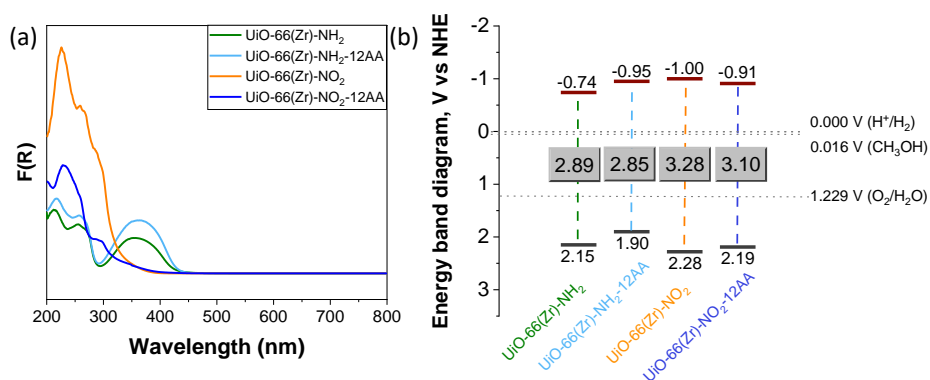 (a)
UiO-66(Zr)-NH₂
UiO-66(Zr)-NH₂-12AA
UiO-66(Zr)-NO₂
UiO-66(Zr)-NO₂-12AA
F(R)
200 300 400 500 600 700 800
Wavelength (nm)
(b)
Energy band diagram, V vs NHE
-2
-1
0
1
2
3
-0.74 -0.95 -1.00 -0.91
0.000 V (H⁺/H₂)
0.016 V (CH₃OH)
2.89 2.85 3.28 3.10
1.229 V (O₂/H₂O)
2.15 1.90 2.28 2.19
UiO-66(Zr)-NH₂
UiO-66(Zr)-NH₂-12AA
UiO-66(Zr)-NO₂
UiO-66(Zr)-NO₂-12AA